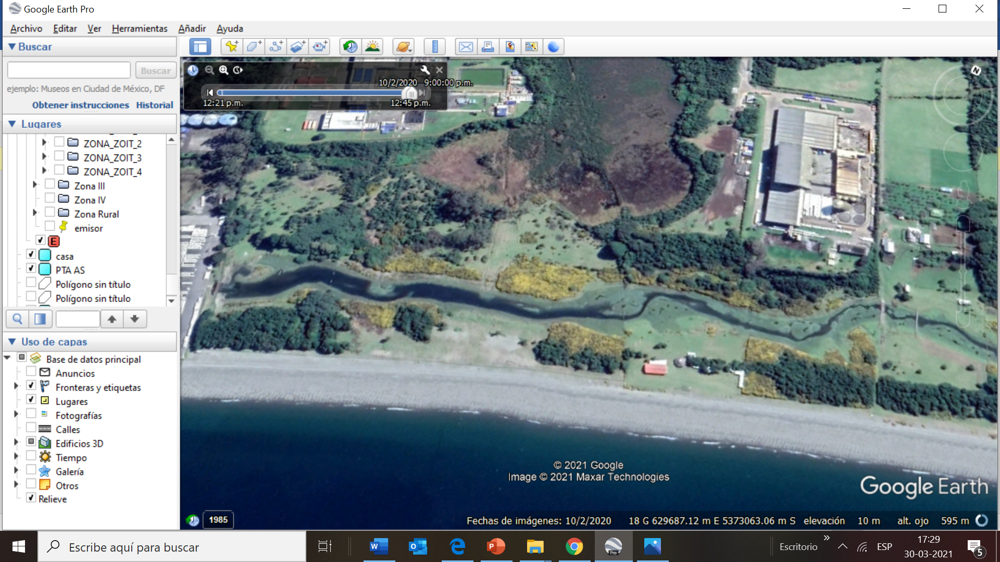 Google Earth Pro
Archivo Editar Ver Herramientas Añadir Ayuda
Buscar
Buscar
ejemplo: Museos en Ciudad de México, DF
Obtener instrucciones Historial
Lugares
ZONA_ZOIT_2
ZONA_ZOIT_3
ZONA_ZOIT_4
Zona III
Zona IV
Zona Rural
emisor
E
casa
PTA AS
Polígono sin título
Polígono sin título
Uso de capas
Base de datos principal
Anuncios
Fronteras y etiquetas
Lugares
Fotografías
Calles
Edificios 3D
Tiempo
Galería
Otros
Relieve
10/2/2020 9:00:00 p.m.
12:21 p.m. 12:45 p.m.
N
© 2021 Google
Image © 2021 Maxar Technologies
Google Earth
1985
Fechas de imágenes: 10/2/2020 18 G 629687.12 m E 5373063.06 m S elevación 10 m alt. ojo 595 m
Escribe aquí para buscar
W
O
P
Pro
Escritorio
»
ESP
17:29
30-03-2021
5